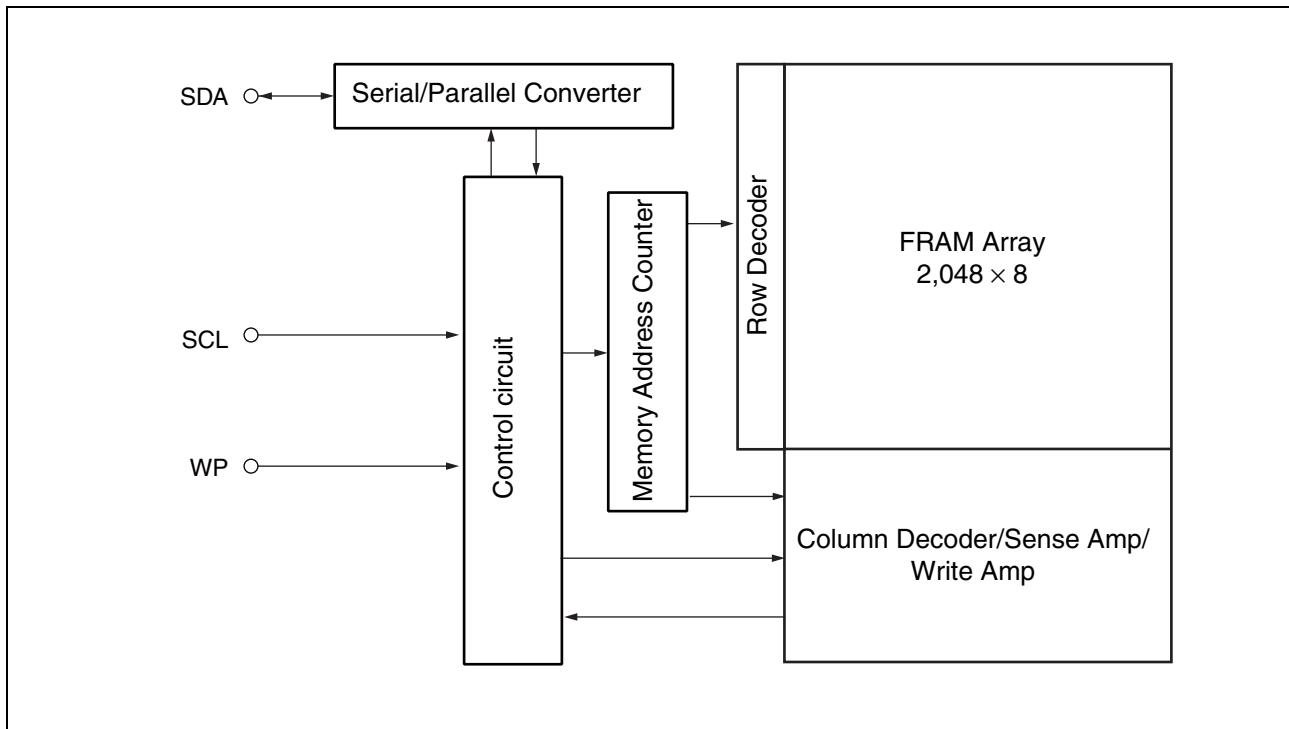 SDA
Serial/Parallel Converter
SCL
WP
Control circuit
Memory Address Counter
Row Decoder
FRAM Array
2,048 × 8
Column Decoder/Sense Amp/
Write Amp